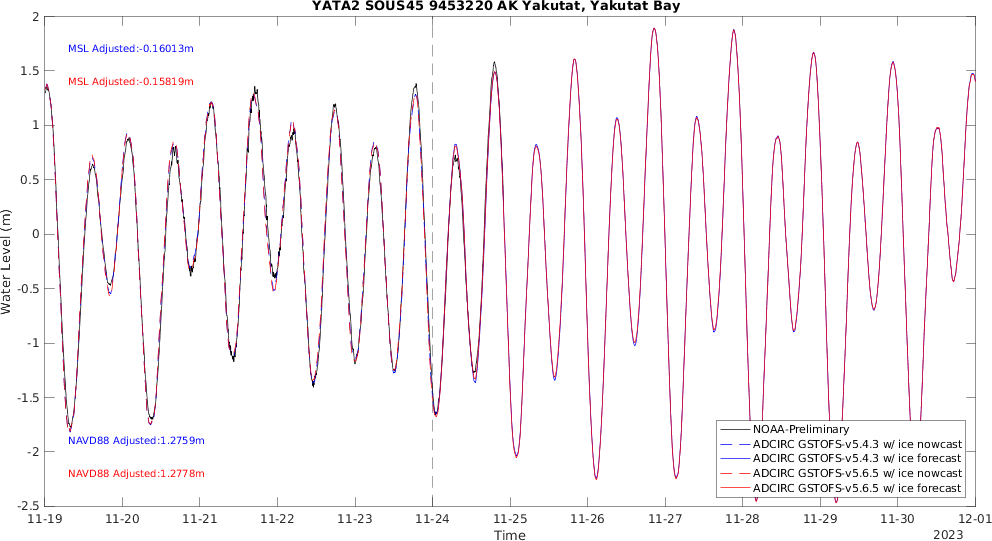 YATA2 SOUS45 9453220 AK Yakutat, Yakutat Bay
2
1.5
1
0.5
0
-0.5
-1
-1.5
-2
-2.5
Water Level (m)
MSL Adjusted:-0.16013m
MSL Adjusted:-0.15819m
NAVD88 Adjusted:1.2759m
NAVD88 Adjusted:1.2778m
NOAA-Preliminary
ADCIRC GSTOFS-v5.4.3 w/ ice nowcast
ADCIRC GSTOFS-v5.4.3 w/ ice forecast
ADCIRC GSTOFS-v5.6.5 w/ ice nowcast
ADCIRC GSTOFS-v5.6.5 w/ ice forecast
11-19 11-20 11-21 11-22 11-23 11-24 11-25 11-26 11-27 11-28 11-29 11-30 12-01
Time
2023